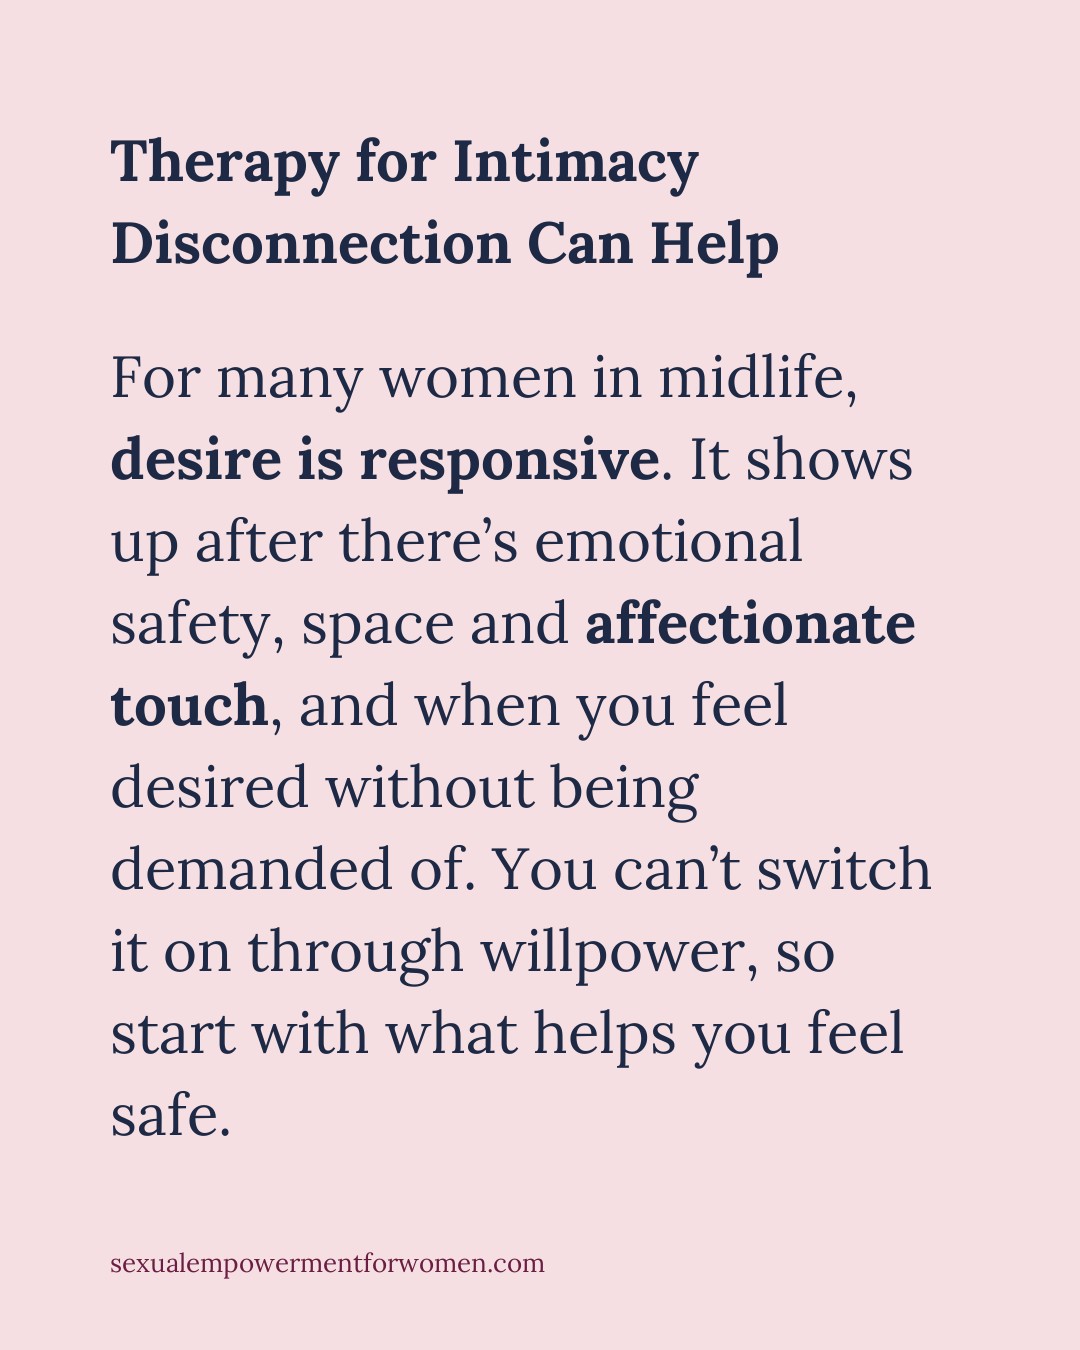 Therapy for Intimacy
Disconnection Can Help
For many women in midlife,
desire is responsive. It shows
up after there’s emotional
safety, space and affectionate
touch, and when you feel
desired without being
demanded of. You can’t switch
it on through willpower, so
start with what helps you feel
safe.
sexualempowermentforwomen.com